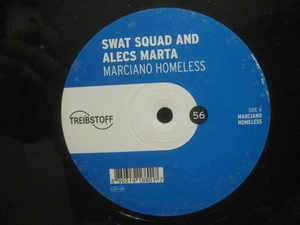 SWAT SQUAD AND
ALECS MARTA
MARCIANO HOMELESS
TREIBSTOFF
56
SIDE A
MARCIANO
HOMELESS